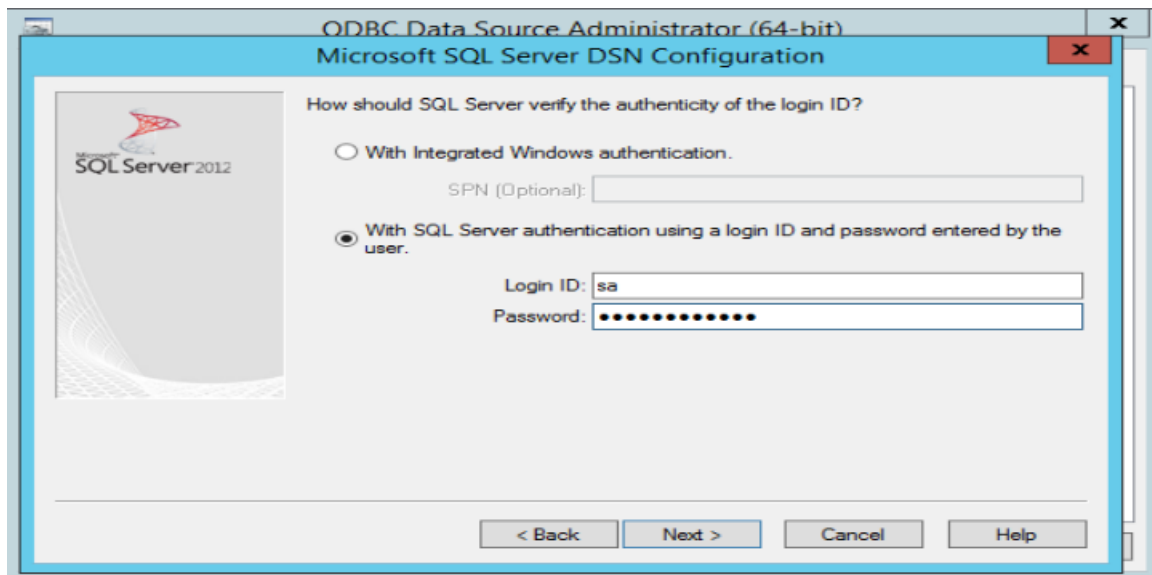 ODBC Data Source Administrator (64-bit)
x
Microsoft SQL Server DSN Configuration
x
Microsoft
SQL Server 2012
How should SQL Server verify the authenticity of the login ID?
With Integrated Windows authentication.
SPN (Optional):
With SQL Server authentication using a login ID and password entered by the
user.
Login ID: sa
Password: ●●●●●●●●●●●●
< Back Next > Cancel Help